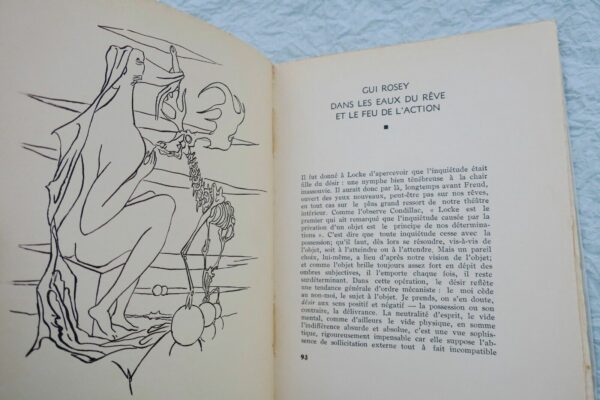 GUI ROSEY
DANS LES EAUX DU RÊVE
ET LE FEU DE L'ACTION
Il fut donné à Locke d'apercevoir que l'inquiétude était
fille du désir : une nymphe bien ténébreuse à la chair
inassouvie. Il aurait donc par là, longtemps avant Freud,
ouvert des yeux nouveaux, peut-être pas sur nos rêves,
en tout cas sur le plus grand ressort de notre théâtre
intérieur. Comme l'observe Condillac, « Locke est le
premier qui ait remarqué que l'inquiétude causée par la
privation d'un objet est le principe de nos détermina-
tions ». C'est dire que toute inquiétude cesse avec la
possession; qu'il faut, dès lors se résoudre, vis-à-vis de
l'objet, soit à l'atteindre ou à l'attendre. Mais un pareil
choix, lui-même, a lieu d'après notre vision de l'objet;
et comme l'objet brille toujours assez fort en dépit des
ombres subjectives, il l'emporte chaque fois, il reste
surdéterminant. Dans cette opération, le désir reflète
une tendance générale d'ordre mécaniste : le moi cède
au non-moi, le sujet à l'objet. Je prends, on s'en doute,
désir aux sens positif et négatif — la possession ou son
contraire, la délivrance. La neutralité d'esprit, le vide
mental, comme d'ailleurs le vide physique, en somme
l'indifférence absurde et absolue, c'est une vue sophis-
tique, rigoureusement impensable car elle suppose l'ab-
sence de sollicitation externe tout à fait incompatible
93